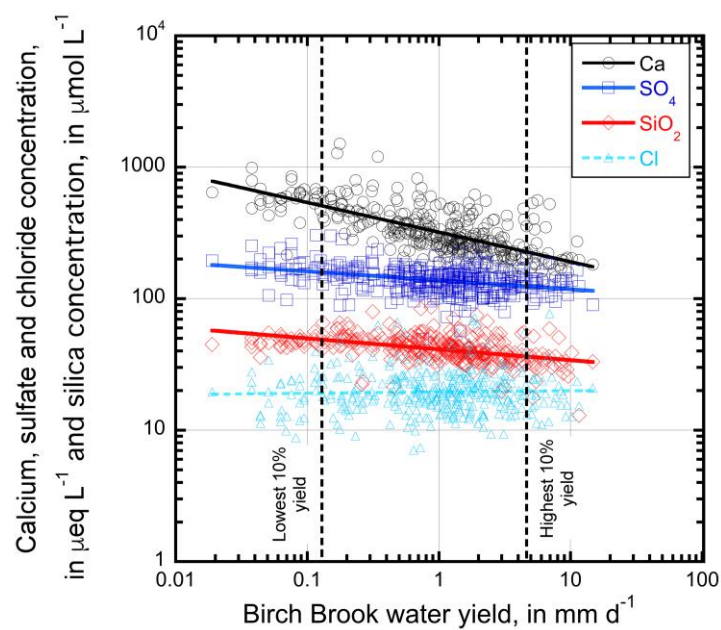 Calcium, sulfate and chloride concentration,
in μeq L⁻¹ and silica concentration, in μmol L⁻¹
10⁴
1000
100
10
1
Ca
SO₄
SiO₂
Cl
Lowest 10%
yield
Highest 10%
yield
0.01
0.1
1
10
100
Birch Brook water yield, in mm d⁻¹